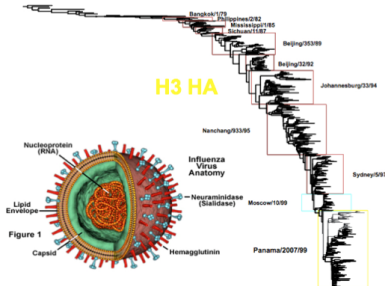 Bangkok/1/79
Philippines/2/82
Mississippi/1/85
Sichuan/11/87
Beijing/353/89
Beijing/32/92
H3 HA
Johannesburg/33/94
Nanchang/933/95
Nucleoprotein
(RNA)
Influenza
Virus
Anatomy
Sydney/5/97
Neuraminidase
(Sialidase)
Moscow/10/99
Lipid
Envelope
Figure 1
Capsid
Hemagglutinin
Panama/2007/99